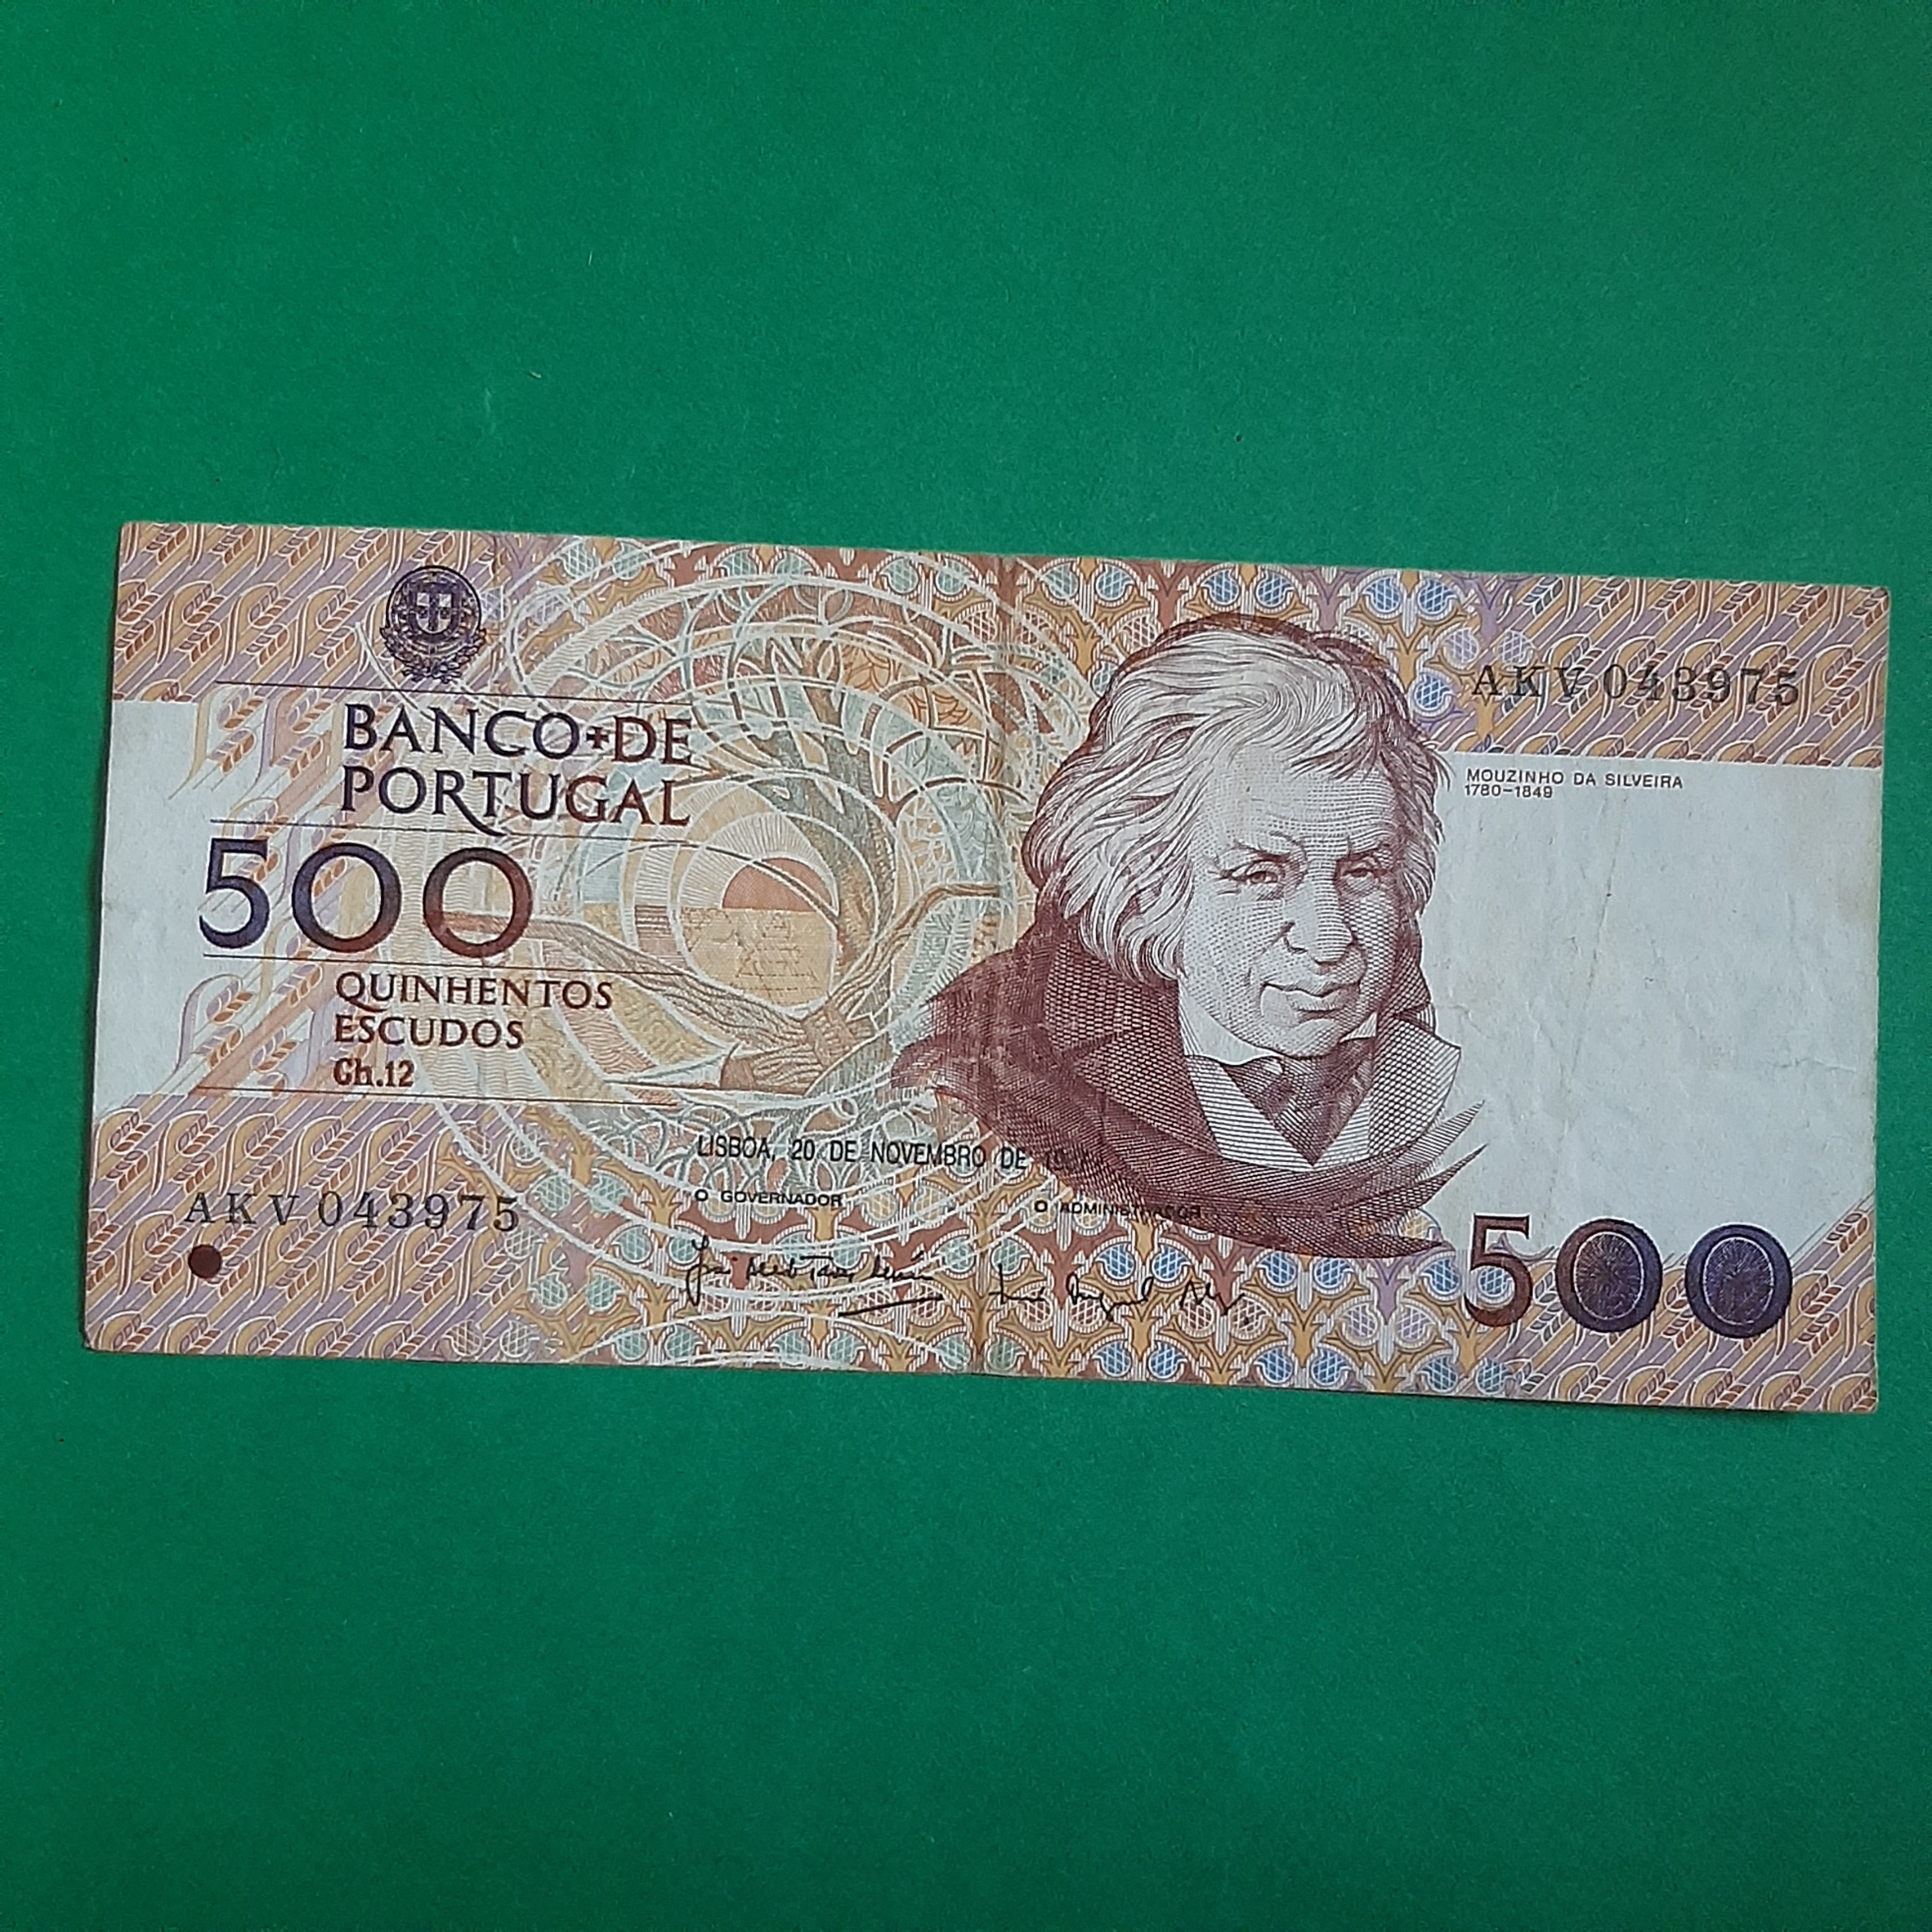 BANCO DE
PORTUGAL
500
QUINHENTOS
ESCUDOS
Ch.12
AKV 043975
MOUZINHO DA SILVEIRA
1780-1849
LISBOA, 20 DE NOVEMBRO DE
O GOVERNADOR
O ADMINISTRADOR
AKV 043975
500